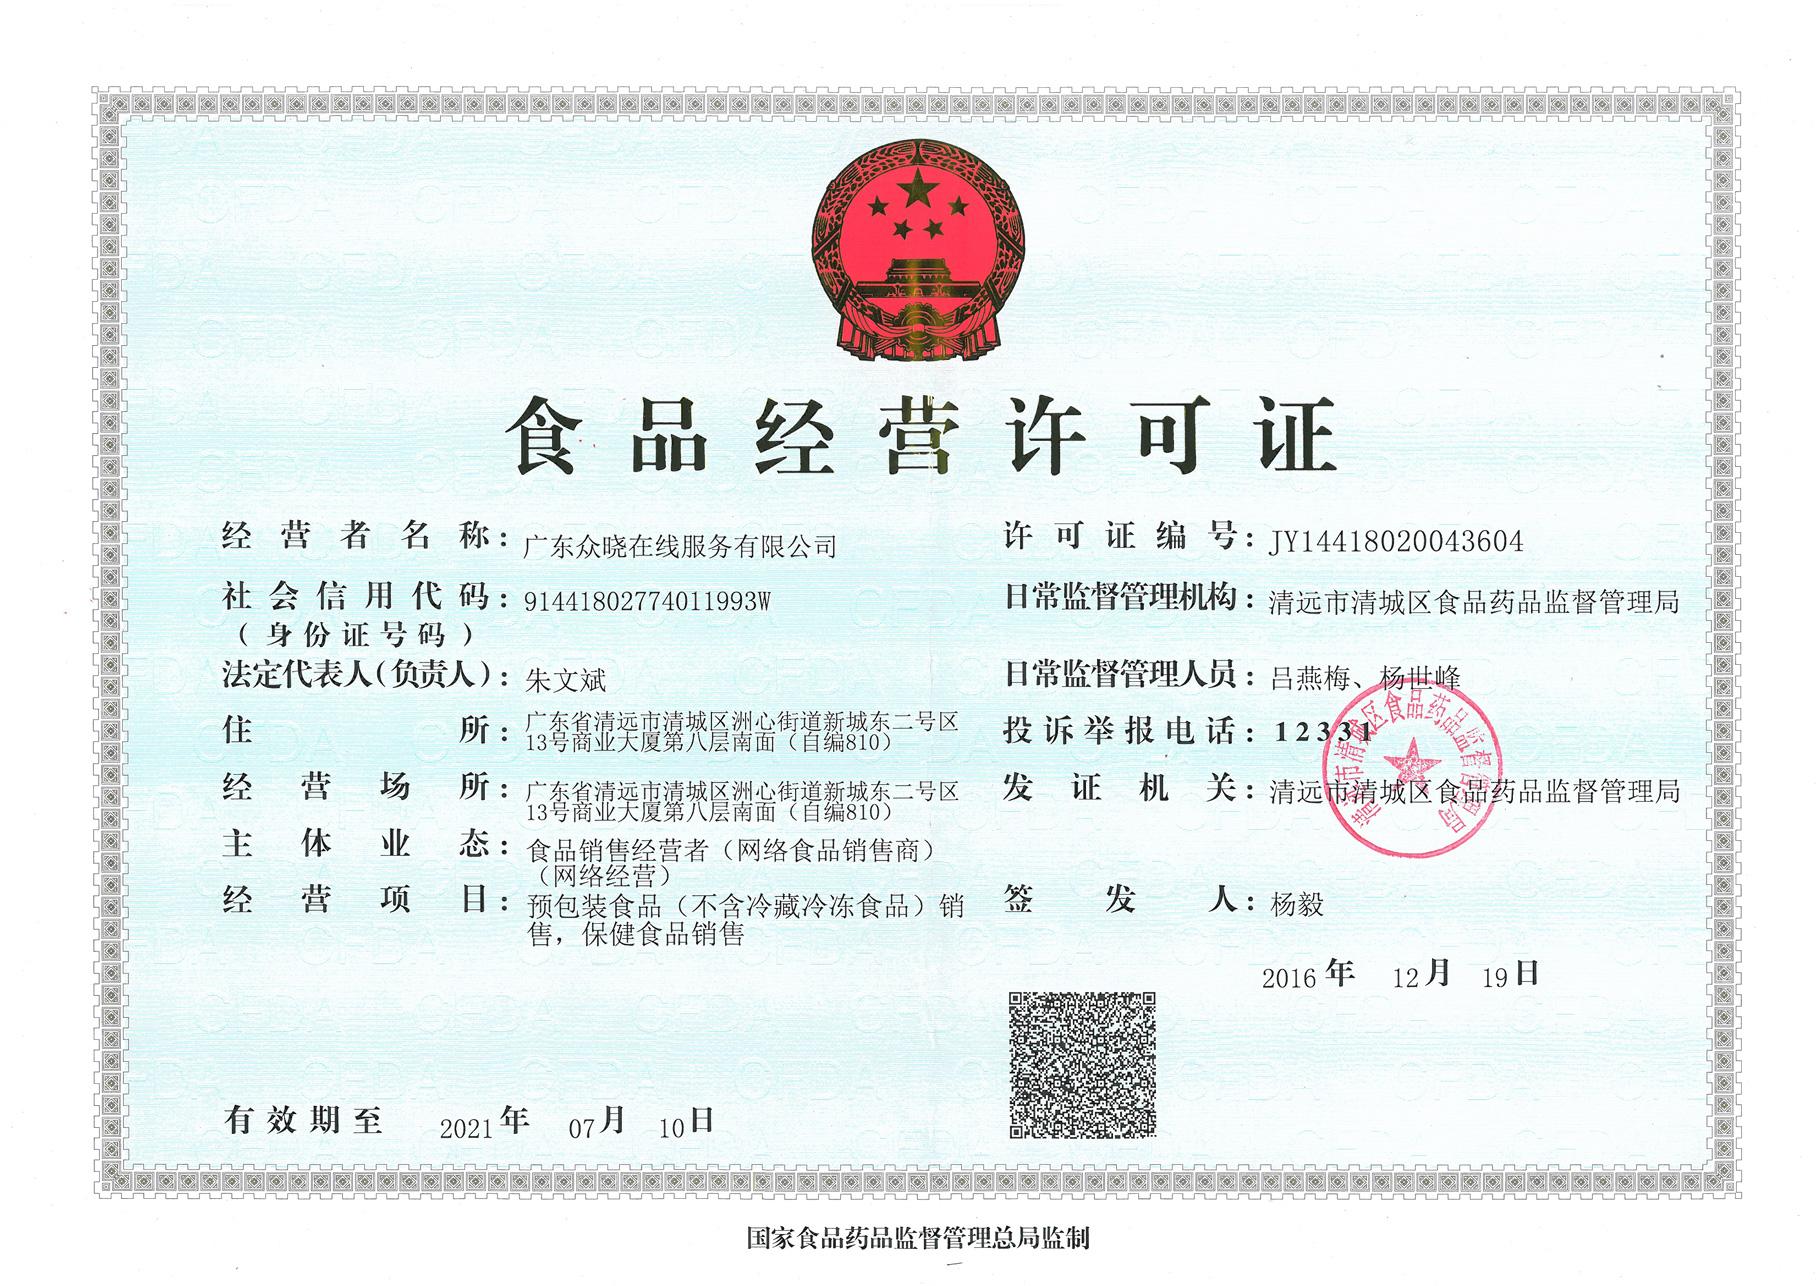 食品经营许可证
经营者名称：广东众晓在线服务有限公司
社会信用代码：91441802774011993W
（身份证号码）
法定代表人（负责人）：朱文斌
住所：广东省清远市清城区洲心街道新城东二号区
13号商业大厦第八层南面（自编810）
经营场所：广东省清远市清城区洲心街道新城东二号区
13号商业大厦第八层南面（自编810）
主体业态：食品销售经营者（网络食品销售商）
（网络经营）
经营项目：预包装食品（不含冷藏冷冻食品）销
售，保健食品销售
许可证编号：JY14418020043604
日常监督管理机构：清远市清城区食品药品监督管理局
日常监督管理人员：吕燕梅、杨世峰
投诉举报电话：12331
发证机关：清远市清城区食品药品监督管理局
清远市清城区食品药品监督管理局
签发人：杨毅
2016年 12月 19日
有效期至 2021年 07月 10日
国家食品药品监督管理总局监制
CFDA